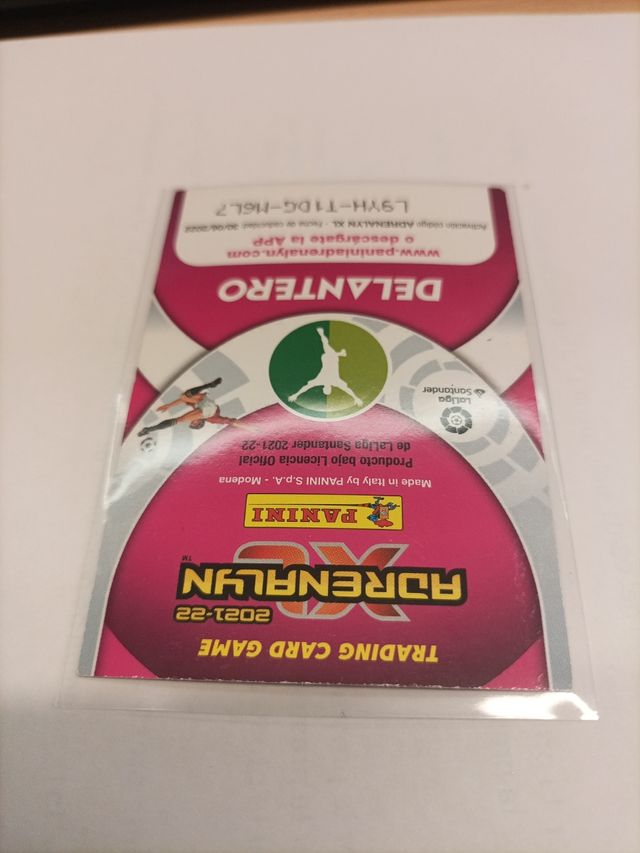 TRADING CARD GAME
2021-22
ADRENALYN XL™
PANINI
Made in Italy by PANINI S.p.A. - Modena
Producto bajo Licencia Oficial
de LaLiga Santander 2021-22
LaLiga
Santander
DELANTERO
www.paniniadrenalyn.com
o descárgate la APP
Activación código ADRENALYN XL - Fecha de caducidad: 30/06/2022
L9YH-T1DG-M6L7